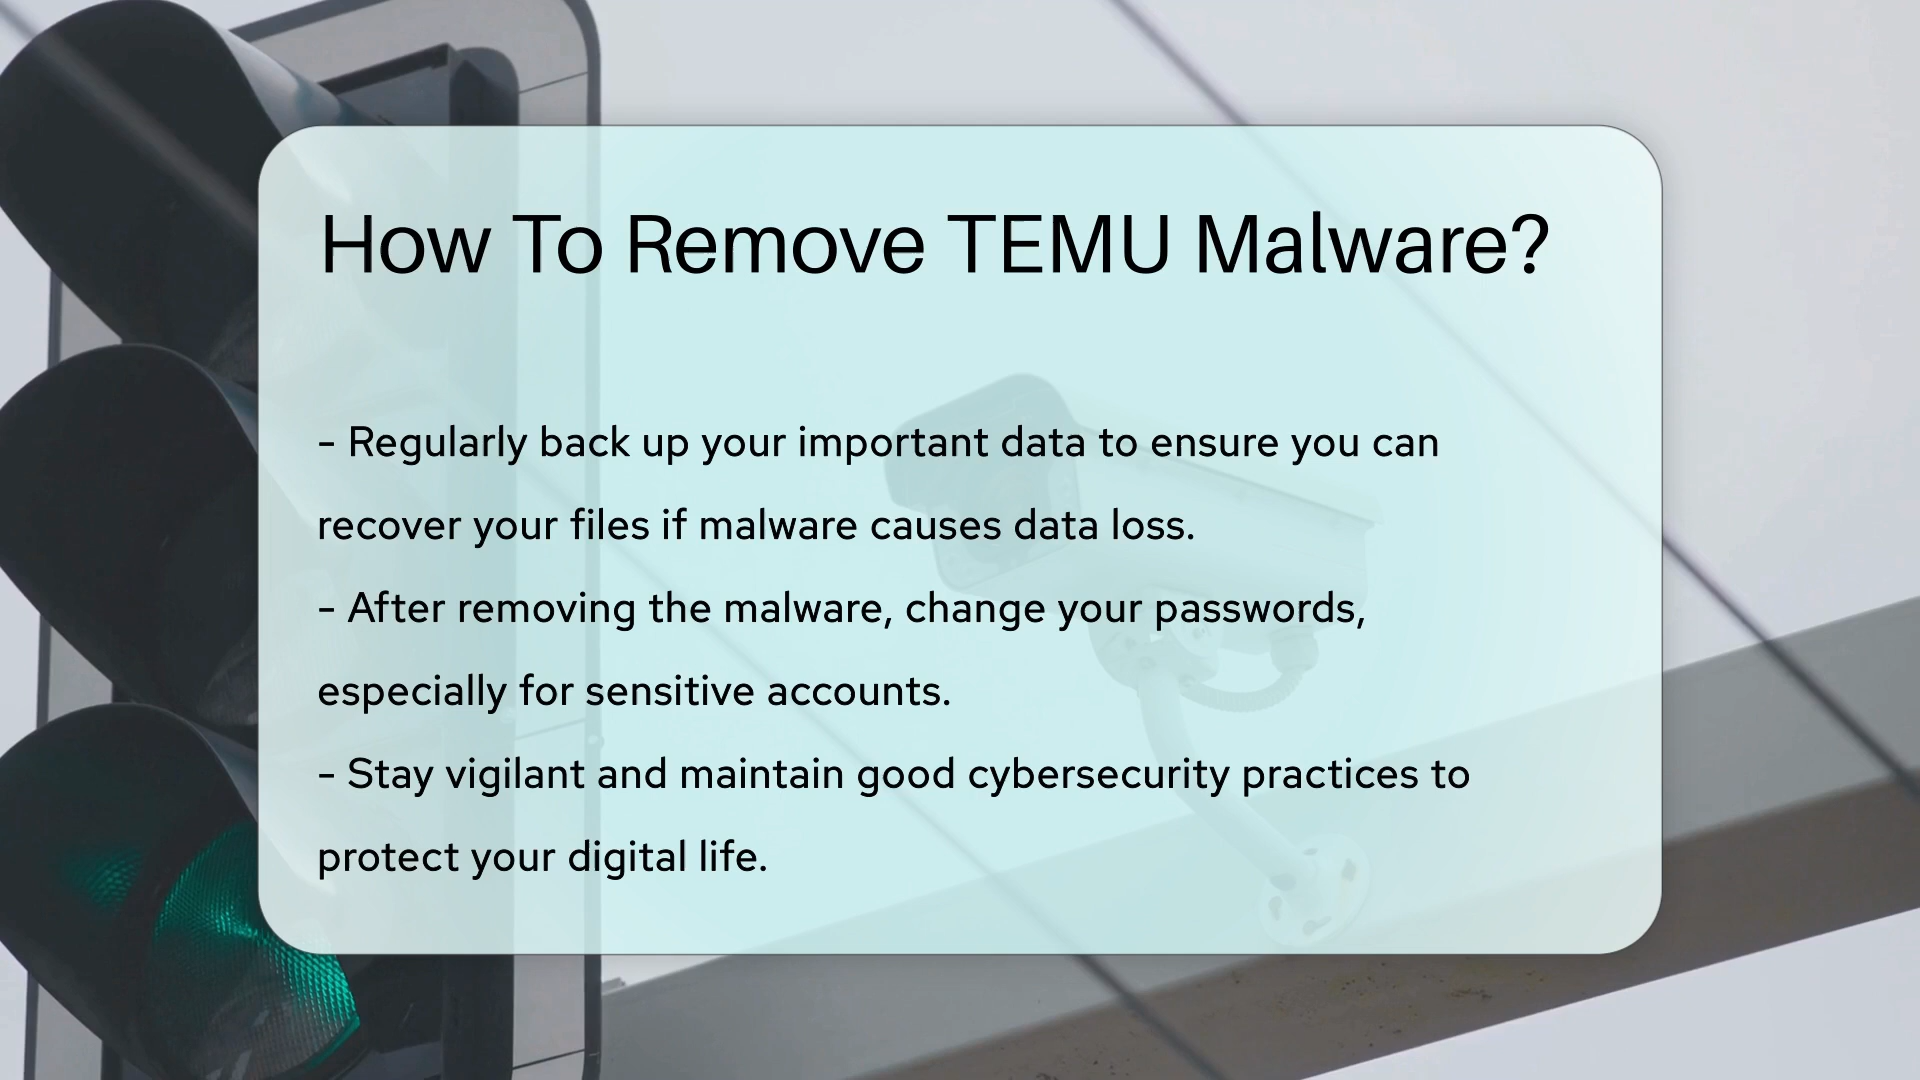 How To Remove TEMU Malware?
- Regularly back up your important data to ensure you can
recover your files if malware causes data loss.
- After removing the malware, change your passwords,
especially for sensitive accounts.
- Stay vigilant and maintain good cybersecurity practices to
protect your digital life.